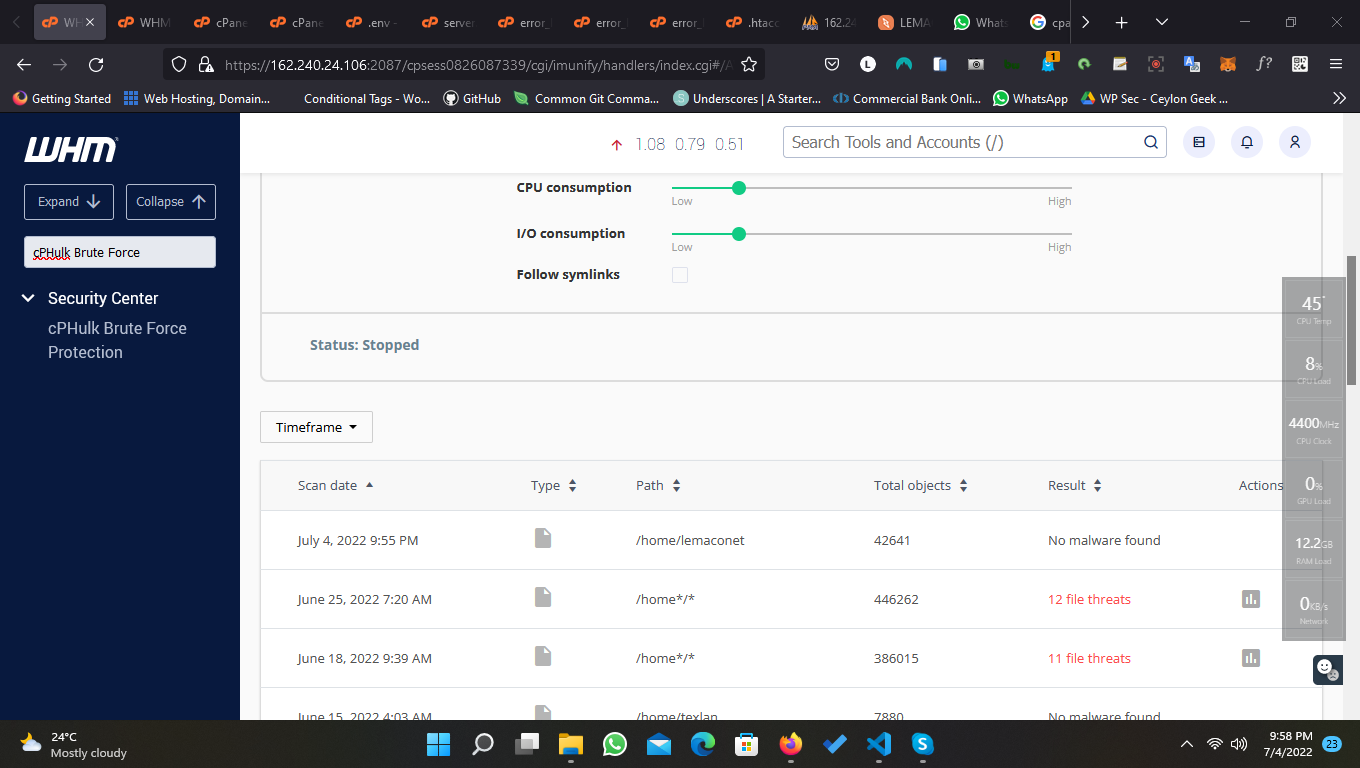 WH
WHM
cPane
cPane
.env -
server
error_
error_
error_
.htacc
162.24
LEMA
Whats
cpa
https://162.240.24.106:2087/cpsess0826087339/cgi/imunify/handlers/index.cgi#/
1
Getting Started
Web Hosting, Domain...
Conditional Tags - Wo...
GitHub
Common Git Comma...
Underscores | A Starter...
Commercial Bank Onli...
WhatsApp
WP Sec - Ceylon Geek ...
WHM
1.08 0.79 0.51
Search Tools and Accounts (/)
Expand
Collapse
cPHulk Brute Force
Security Center
cPHulk Brute Force
Protection
CPU consumption
Low
High
I/O consumption
Low
High
Follow symlinks
Status: Stopped
Timeframe
Scan date
Type
Path
Total objects
Result
Actions
July 4, 2022 9:55 PM
/home/lemaconet
42641
No malware found
June 25, 2022 7:20 AM
/home*/*
446262
12 file threats
June 18, 2022 9:39 AM
/home*/*
386015
11 file threats
June 15, 2022 4:03 AM
/home/texlan
7880
No malware found
45°
CPU Temp
8%
CPU Load
4400MHz
CPU Clock
0%
GPU Load
12.2GB
RAM Load
0KB/s
Network
24°C
Mostly cloudy
9:58 PM
7/4/2022
23